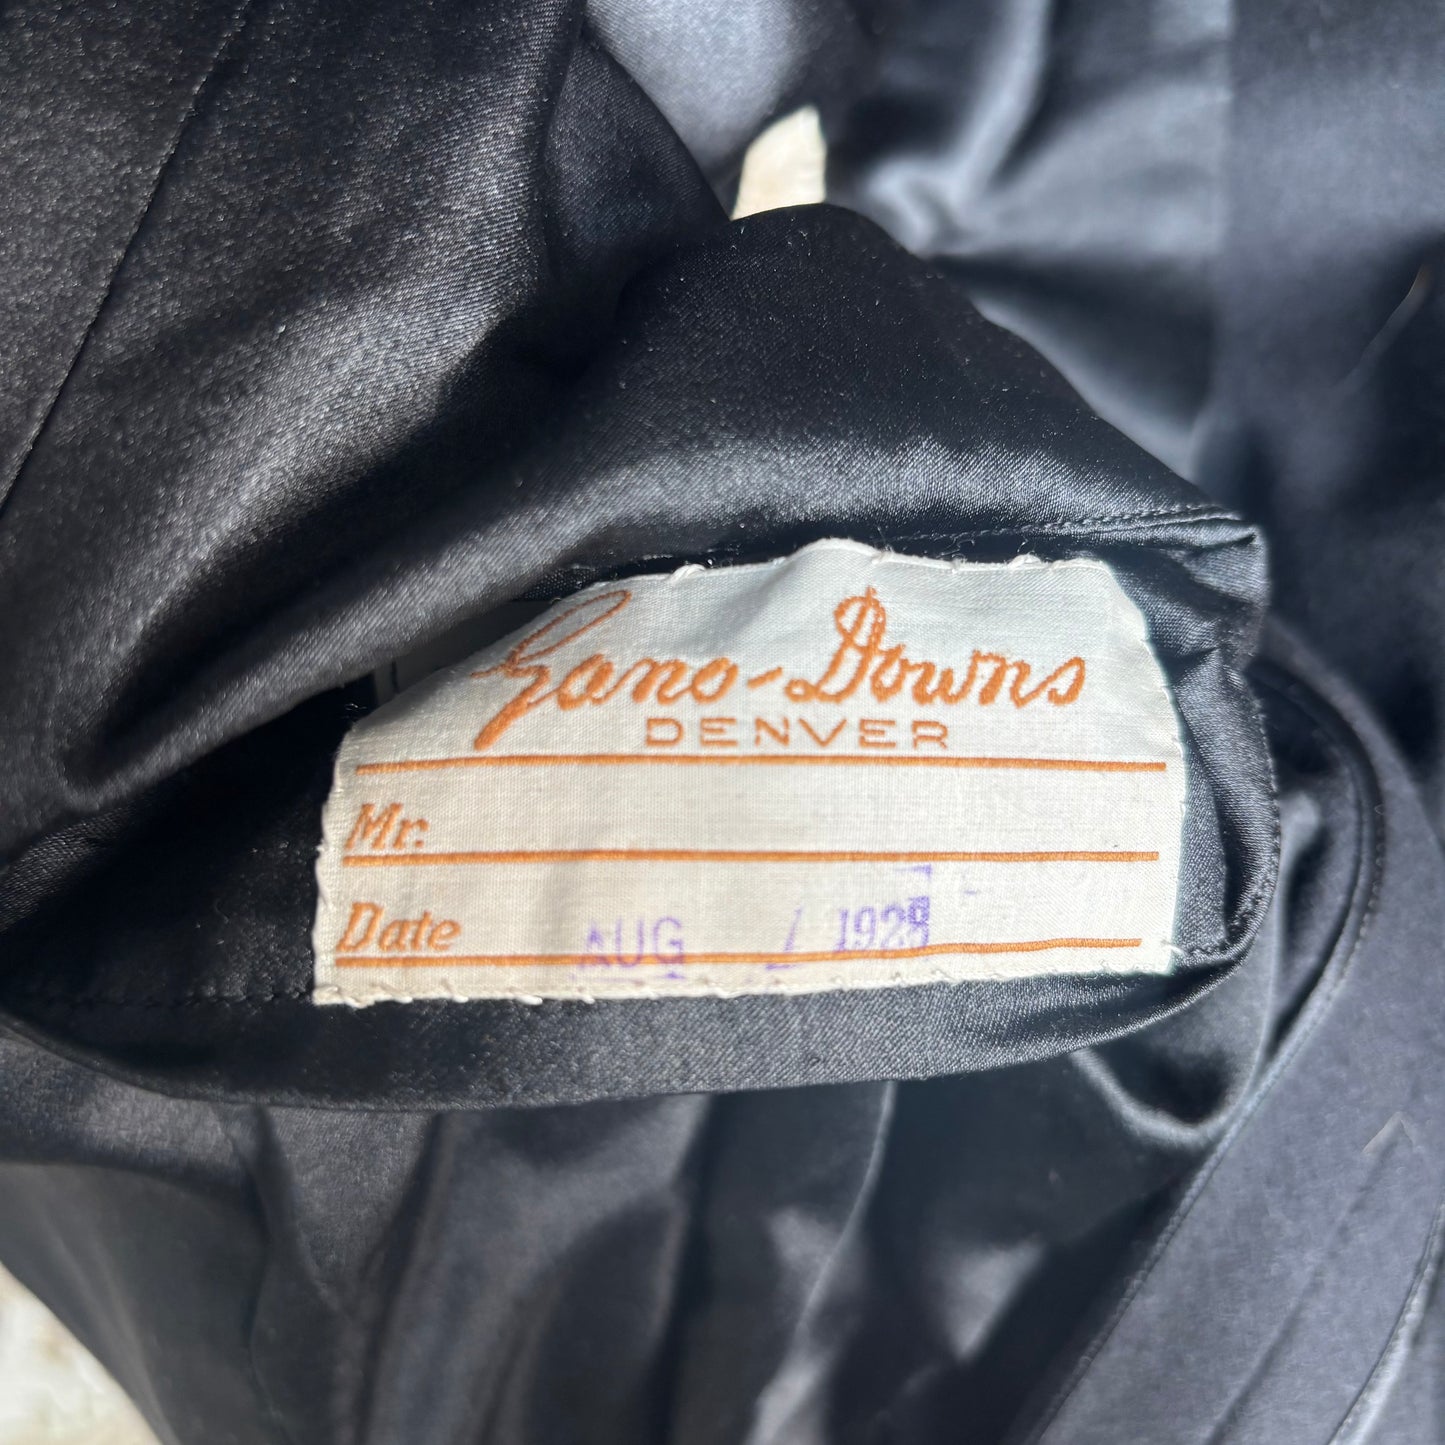 Gano-Downs
DENVER
Mr.
Date AUG 1928